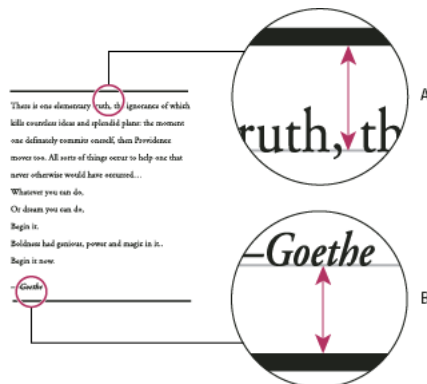 There is one elementary truth, the ignorance of which
kills countless ideas and splendid plans: the moment
one definately commits oneself, then Providence
moves too. All sorts of things occur to help one that
never otherwise would have occurred...
Whatever you can do,
Or dream you can do,
Begin it.
Boldness had genious, power and magic in it..
Begin it now.
–Goethe
ruth, th
A
–Goethe
B